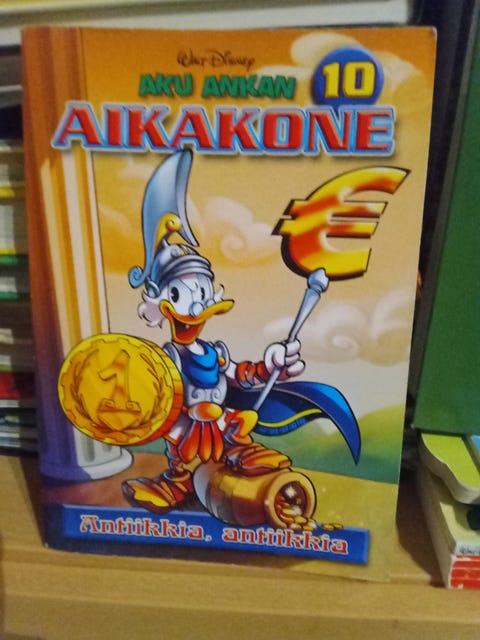 Walt Disney
AKU ANKAN 10
AIKAKONE
€
1
Antiikkia, antiikkia